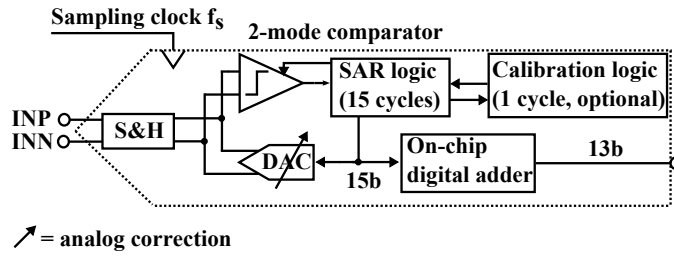 Sampling clock fs
2-mode comparator
SAR logic
(15 cycles)
Calibration logic
(1 cycle, optional)
INP
INN
S&H
DAC
15b
On-chip
digital adder
13b
= analog correction